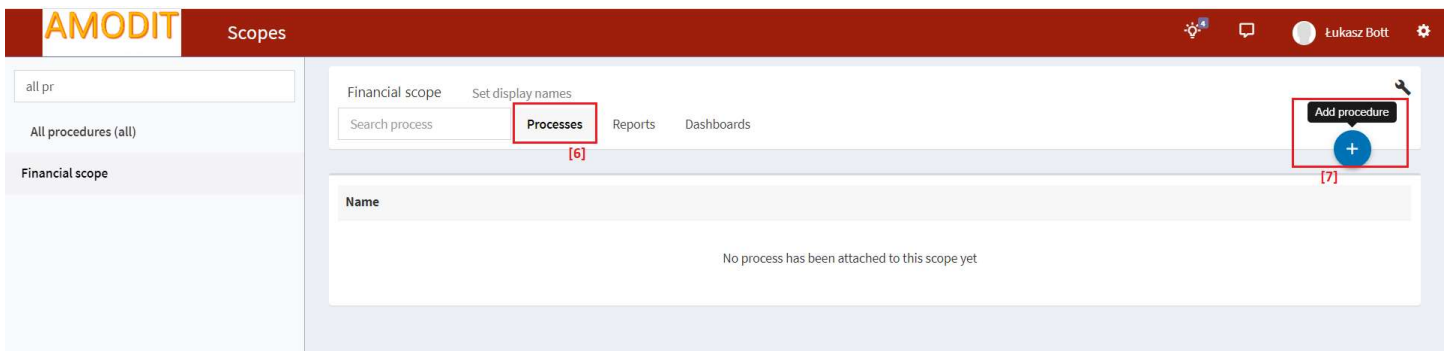 AMODIT
Scopes
4
Łukasz Bott
all pr
All procedures (all)
Financial scope
Financial scope Set display names
Search process Processes Reports Dashboards
[6]
Add procedure
+
[7]
Name
No process has been attached to this scope yet